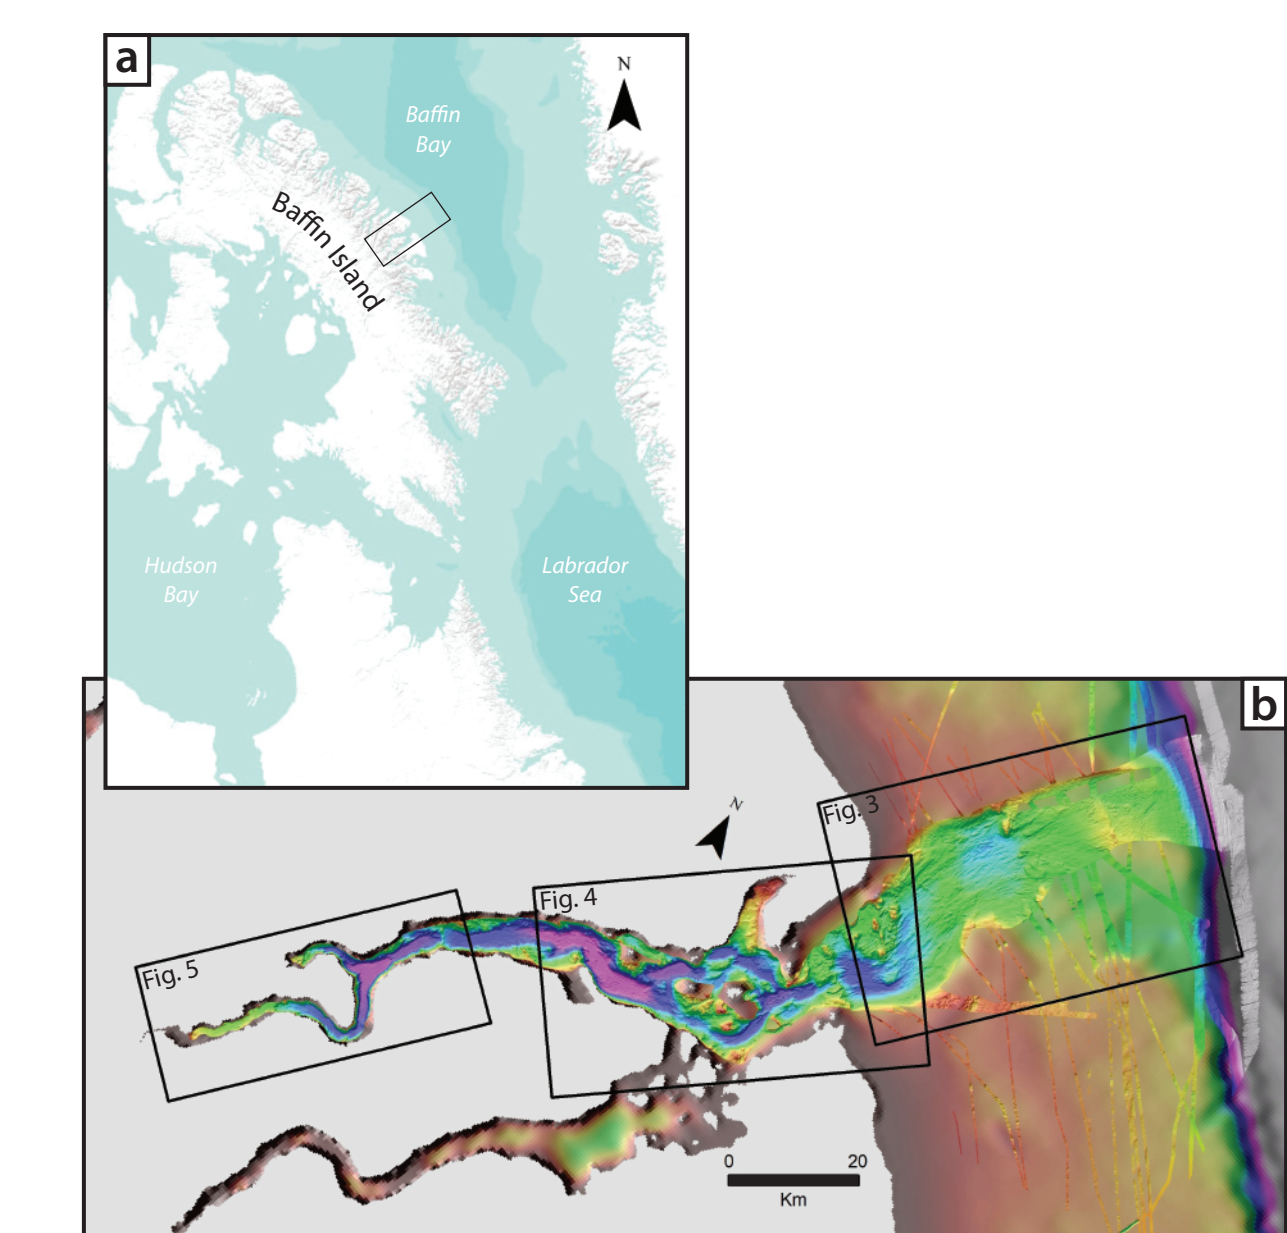 a
N
Baffin
Bay
Baffin Island
Hudson
Bay
Labrador
Sea
b
N
Fig. 3
Fig. 4
Fig. 5
0 20
Km